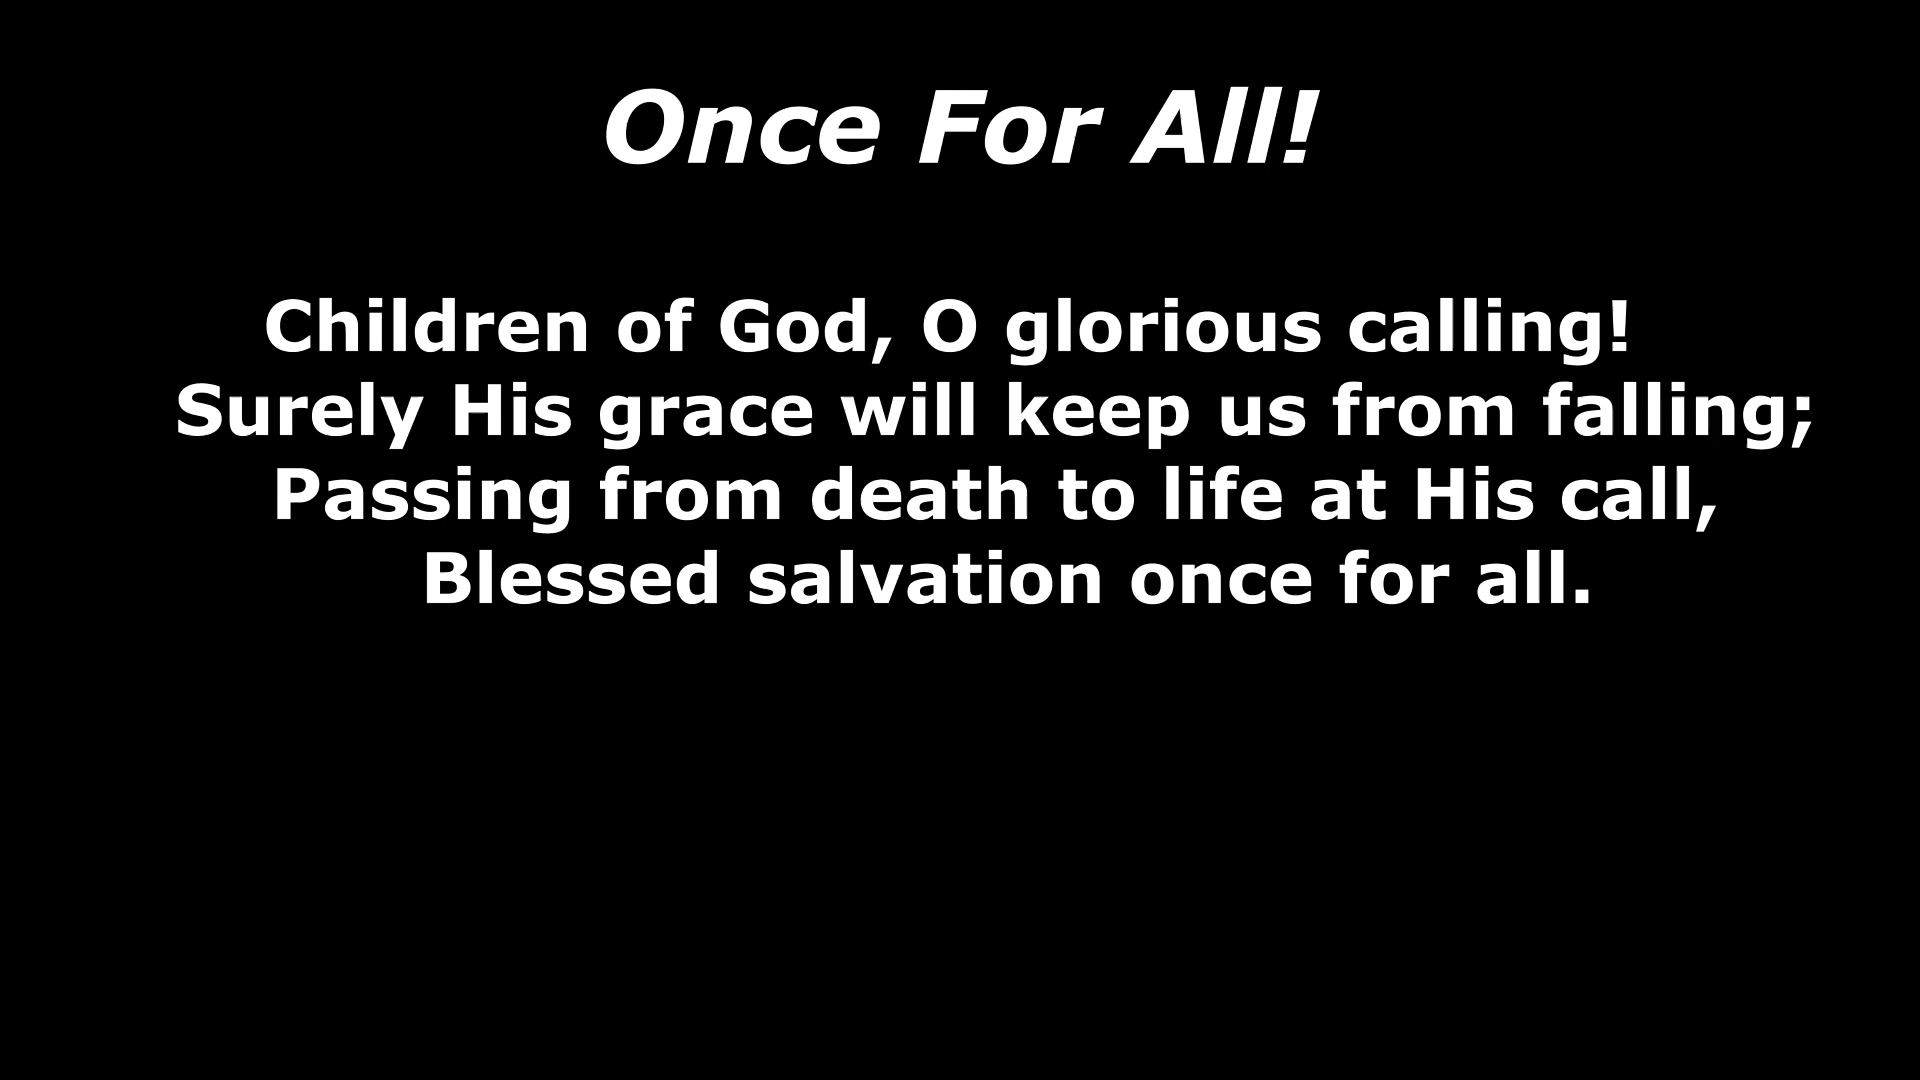 Once For All!
Children of God, O glorious calling!
Surely His grace will keep us from falling;
Passing from death to life at His call,
Blessed salvation once for all.